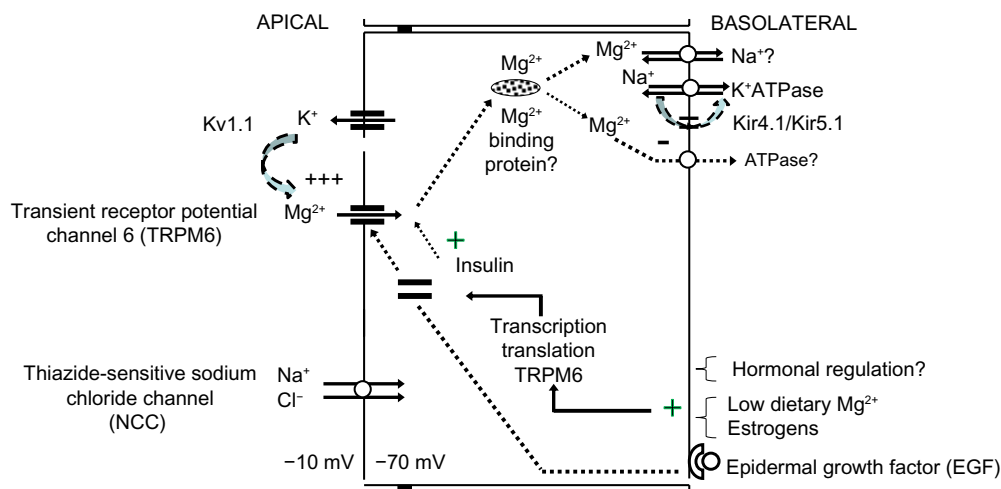 APICAL
BASOLATERAL
Mg²⁺
Na⁺?
Mg²⁺
Na⁺
K⁺ATPase
Kv1.1
K⁺
Mg²⁺
binding
protein?
Mg²⁺
Kir4.1/Kir5.1
-
ATPase?
+++
Transient receptor potential
channel 6 (TRPM6)
Mg²⁺
+
Insulin
Transcription
translation
TRPM6
Thiazide-sensitive sodium
chloride channel
(NCC)
Na⁺
Cl⁻
Hormonal regulation?
+
Low dietary Mg²⁺
Estrogens
−10 mV
−70 mV
Epidermal growth factor (EGF)